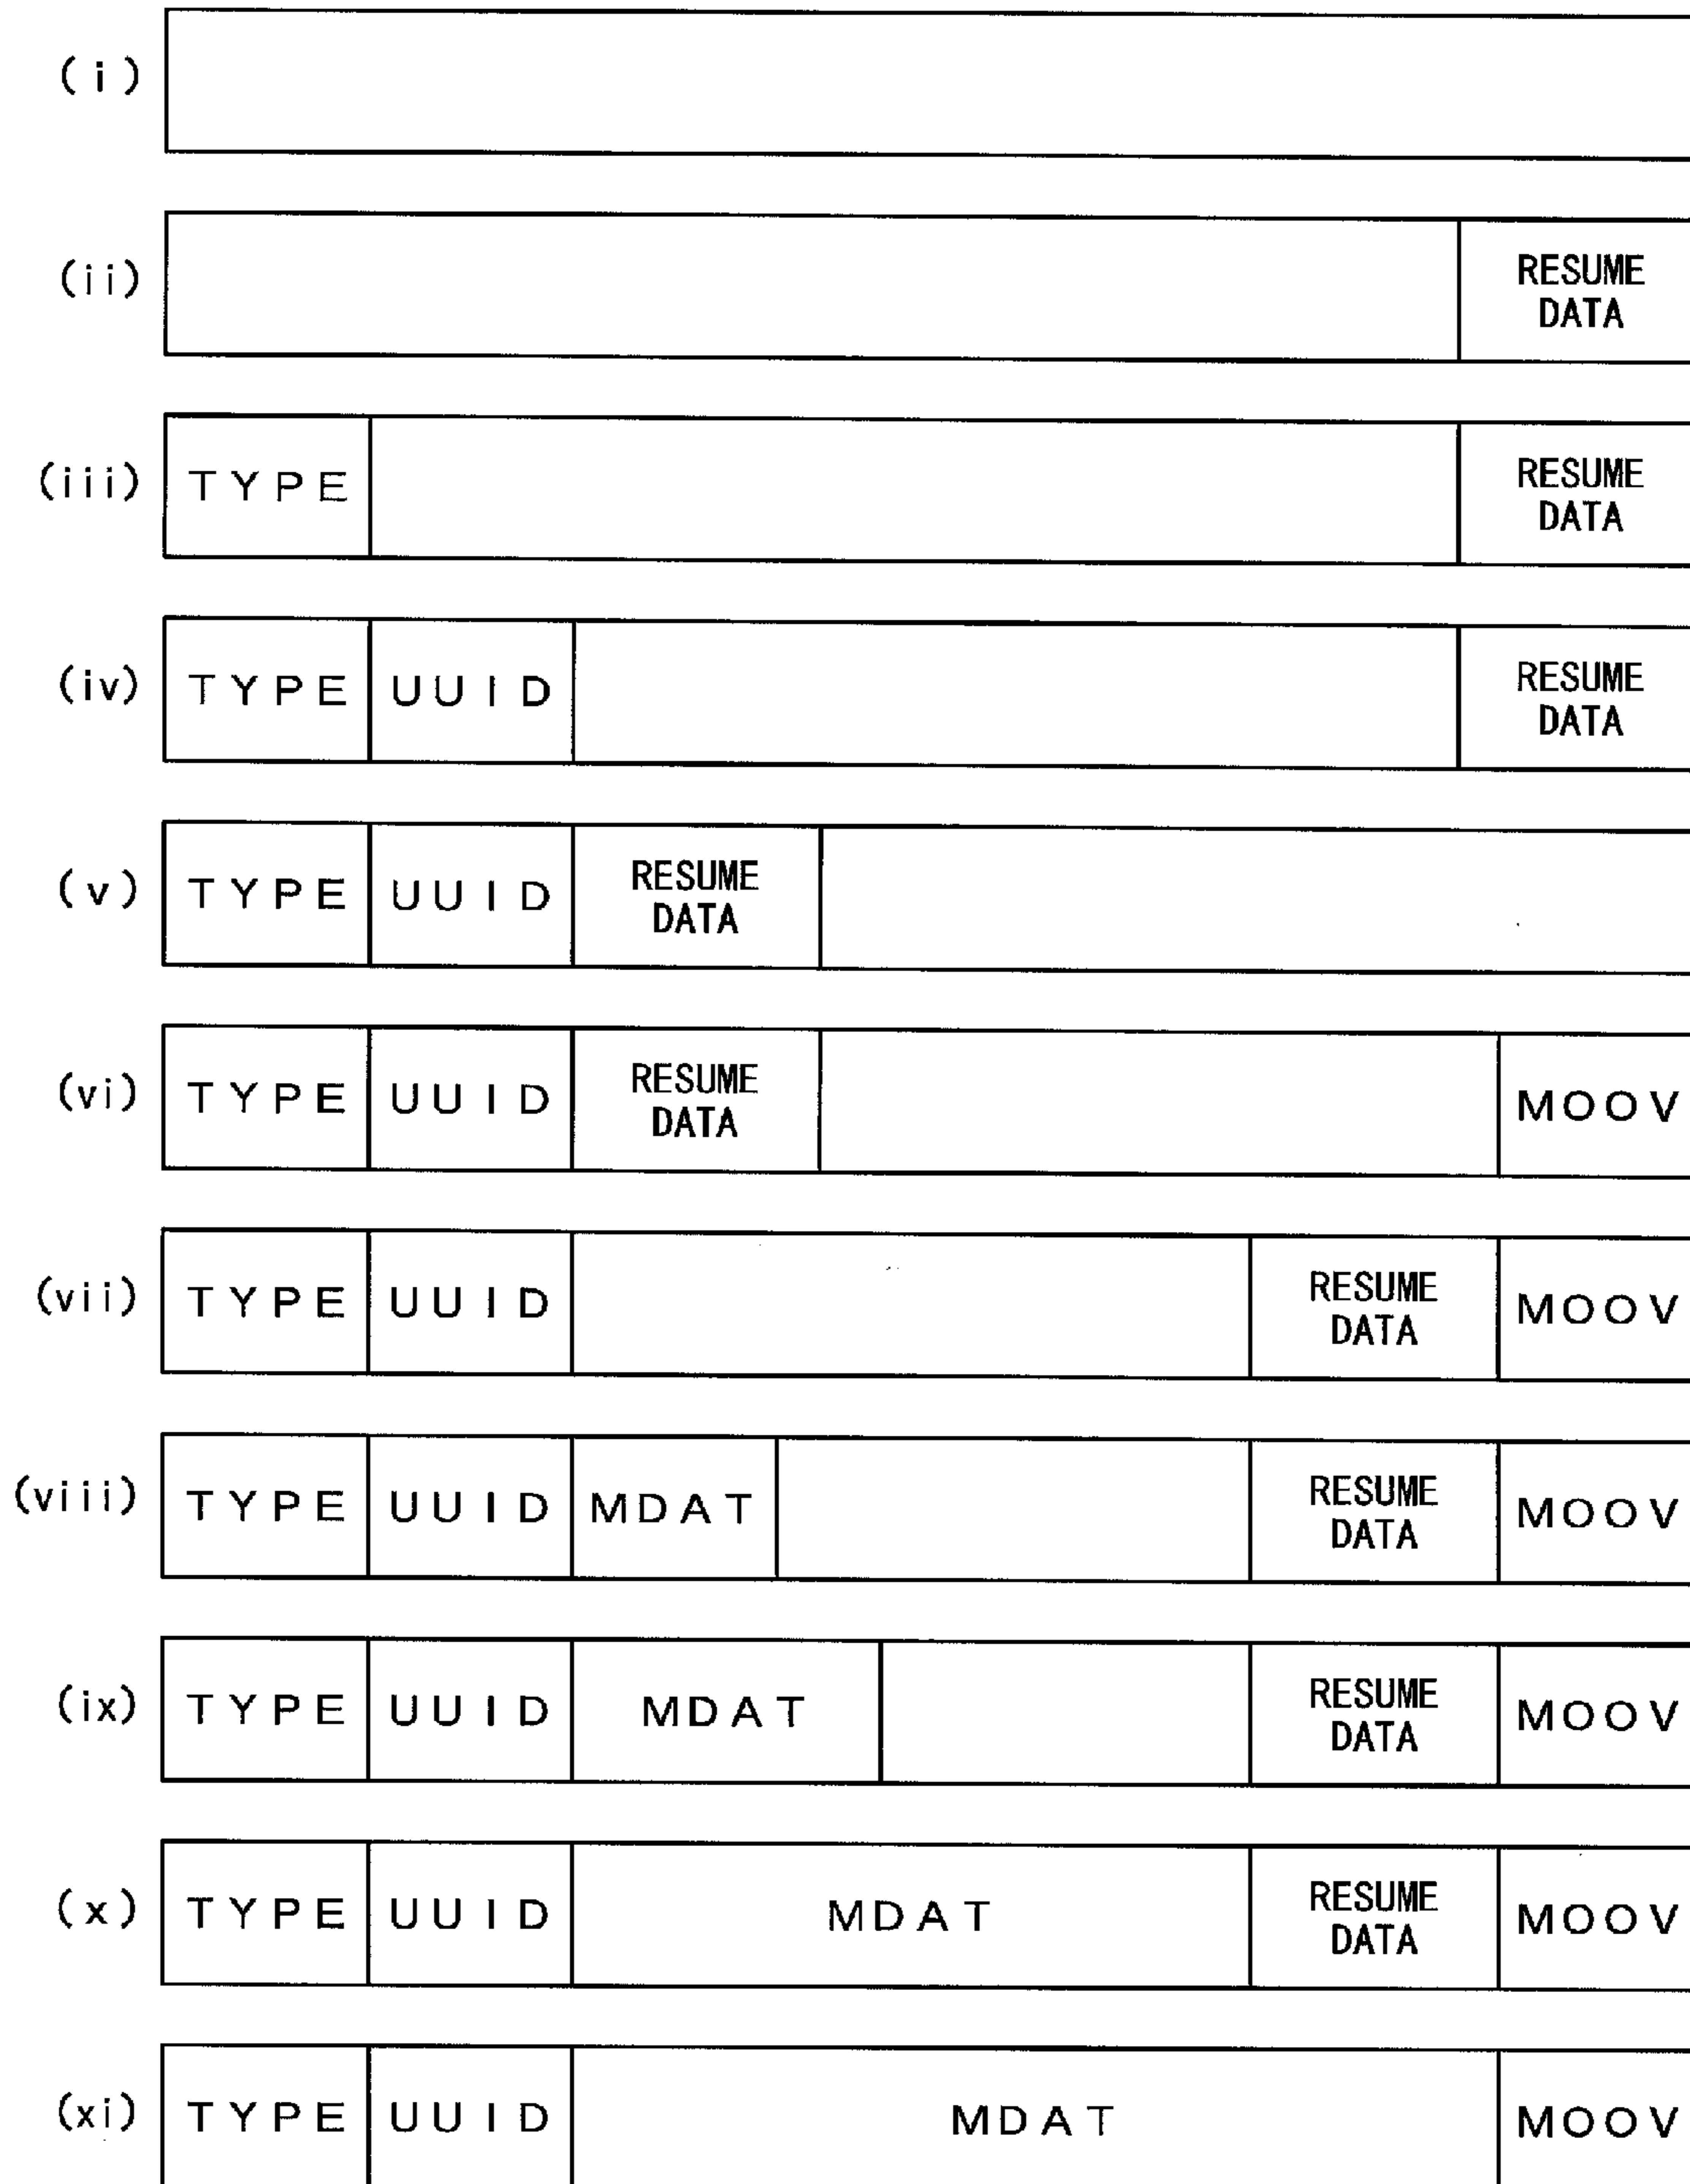 (i)
(ii) RESUME
DATA
(iii) TYPE RESUME
DATA
(iv) TYPE UUID RESUME
DATA
(v) TYPE UUID RESUME
DATA
(vi) TYPE UUID RESUME
DATA MOOV
(vii) TYPE UUID RESUME
DATA MOOV
(viii) TYPE UUID MDAT RESUME
DATA MOOV
(ix) TYPE UUID MDAT RESUME
DATA MOOV
(x) TYPE UUID MDAT RESUME
DATA MOOV
(xi) TYPE UUID MDAT MOOV